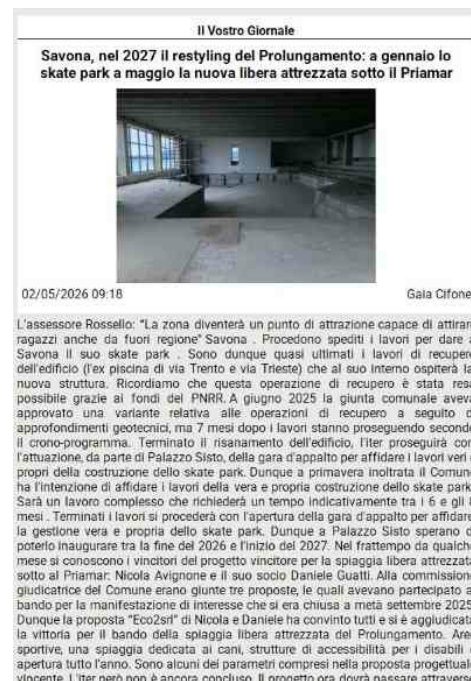 Il Vostro Giornale
Savona, nel 2027 il restyling del Prolungamento: a gennaio lo
skate park a maggio la nuova libera attrezzata sotto il Priamar
02/05/2026 09:18
Gaia Cifone
L'assessore Rossello: "La zona diventerà un punto di attrazione capace di attirar
ragazzi anche da fuori regione" Savona . Procedono spediti i lavori per dare a
Savona il suo skate park . Sono dunque quasi ultimati i lavori di recupero
dell'edificio (l'ex piscina di via Trento e via Trieste) che al suo interno ospiterà la
nuova struttura. Ricordiamo che questa operazione di recupero è stata resa
possibile grazie ai fondi del PNRR. A giugno 2025 la giunta comunale avev
approvato una variante relativa alle operazioni di recupero a seguito d
approfondimenti geotecnici, ma 7 mesi dopo i lavori stanno proseguendo secondo
il crono-programma. Terminato il risanamento dell'edificio, l'iter proseguirà con
l'attuazione, da parte di Palazzo Sisto, della gara d'appalto per affidare i lavori veri e
propri della costruzione dello skate park. Dunque a primavera inoltrata il Comun
ha l'intenzione di affidare i lavori della vera e propria costruzione dello skate park.
Sarà un lavoro complesso che richiederà un tempo indicativamente tra i 6 e gli 8
mesi . Terminati i lavori si procederà con l'apertura della gara d'appalto per affidare
la gestione vera e propria dello skate park. Dunque a Palazzo Sisto sperano d
poterlo inaugurare tra la fine del 2026 e l'inizio del 2027. Nel frattempo da qualche
mese si conoscono i vincitori del progetto vincitore per la spiaggia libera attrezzata
sotto al Priamar: Nicola Avignone e il suo socio Daniele Guatti. Alla commission
giudicatrice del Comune erano giunte tre proposte, le quali avevano partecipato a
bando per la manifestazione di interesse che si era chiusa a metà settembre 2025
Dunque la proposta "Eco2srl" di Nicola e Daniele ha convinto tutti e si è aggiudicata
la vittoria per il bando della spiaggia libera attrezzata del Prolungamento. Are
sportive, una spiaggia dedicata ai cani, strutture di accessibilità per i disabili e
apertura tutto l'anno. Sono alcuni dei parametri compresi nella proposta progettual
vincente. L'iter però non è ancora concluso. Il progetto ora dovrà passare attravers